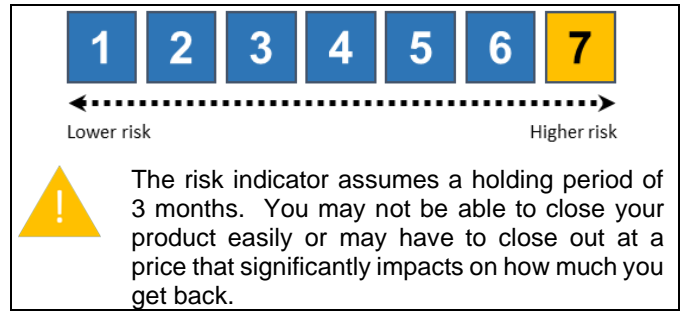 1 2 3 4 5 6 7
Lower risk Higher risk
!
The risk indicator assumes a holding period of
3 months. You may not be able to close your
product easily or may have to close out at a
price that significantly impacts on how much you
get back.